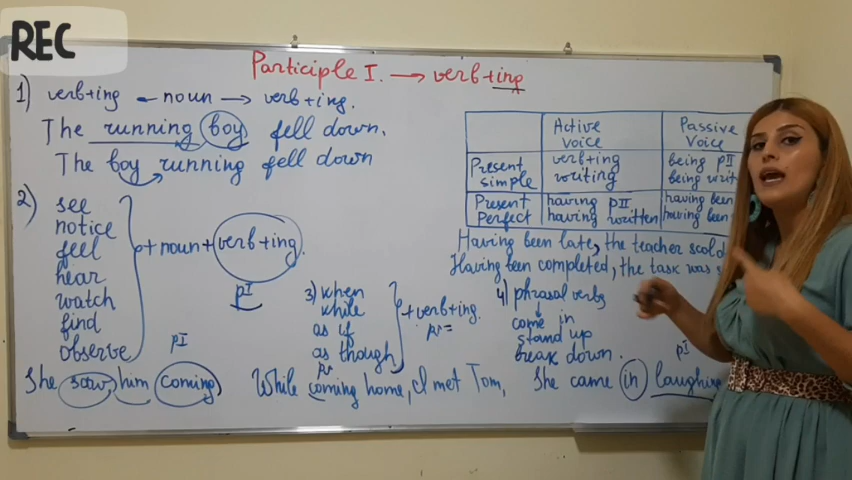 REC
Participle I. → verb+ing
1) verb+ing ← noun → verb+ing.
The running boy fell down.
The boy running fell down
2) see
notice
feel
hear
watch
find
observe
+ noun + verb+ing.
pI
pI
She saw him coming
3) when
while
as if
as though
+ verb+ing.
While coming home, I met Tom,
Active Voice
Passive Voice
Present simple
verb+ing
writing
being pII
being
Present Perfect
having pII
having written
having been
having been
Having been late, the teacher
Having been completed, the task was
4) phrasal verbs
come in
stand up
break down.
pI
She came in laughing